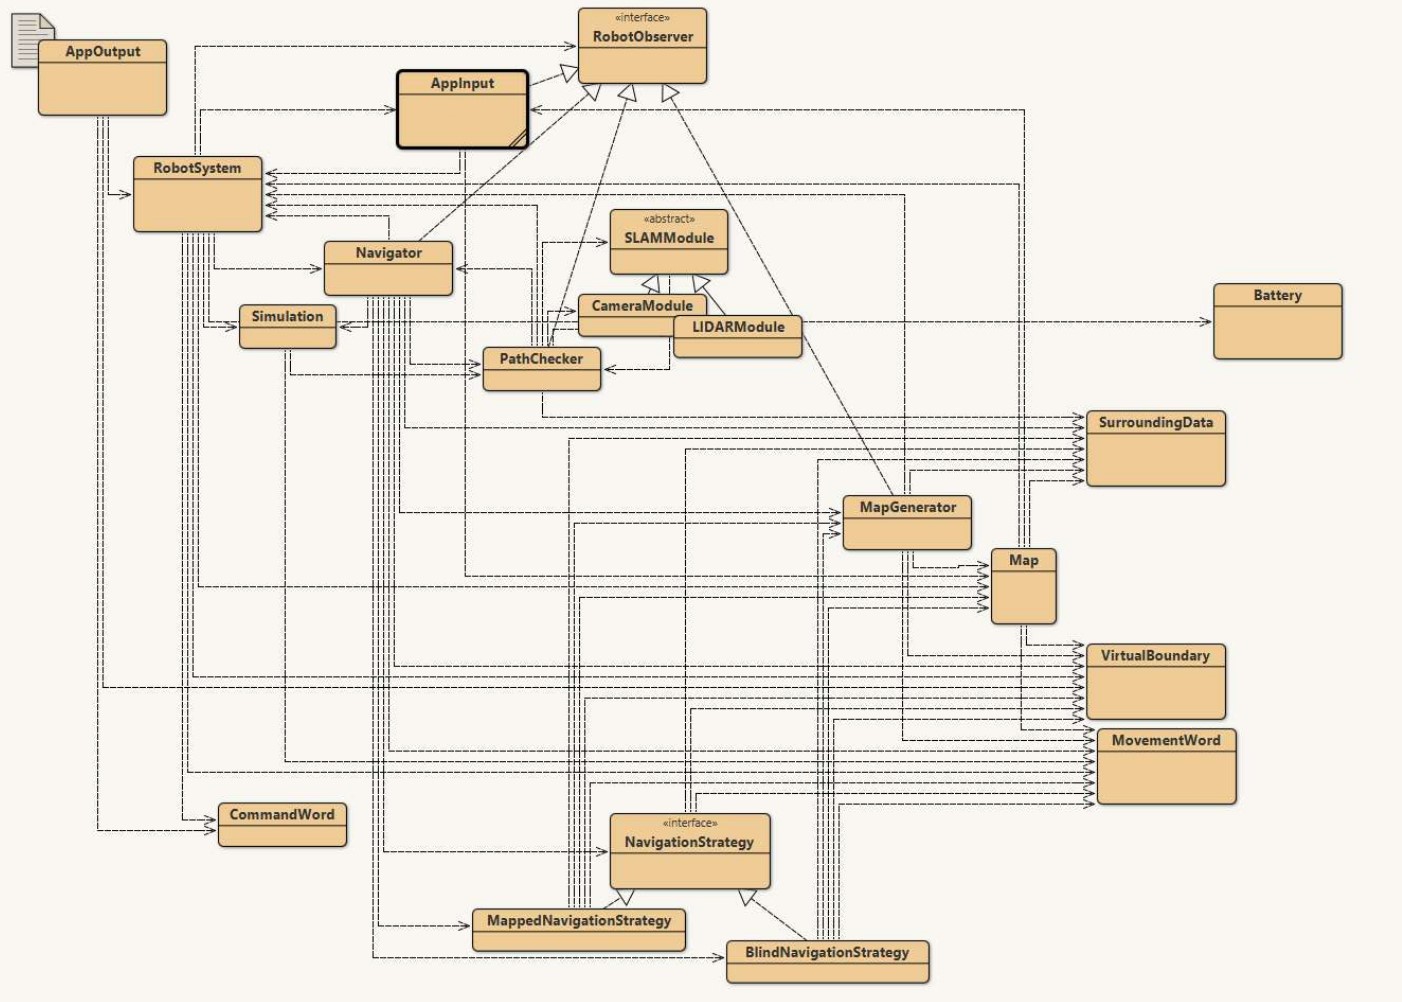 «interface»
RobotObserver
AppOutput
AppInput
RobotSystem
«abstract»
SLAMModule
Navigator
Battery
CameraModule
Simulation
LIDARModule
PathChecker
SurroundingData
MapGenerator
Map
VirtualBoundary
MovementWord
CommandWord
«interface»
NavigationStrategy
MappedNavigationStrategy
BlindNavigationStrategy